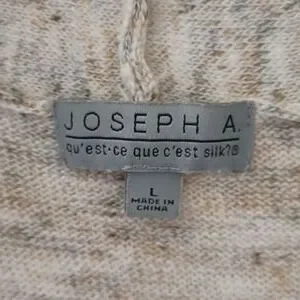 JOSEPH A.
qu'est·ce que c'est silk?®
L
MADE IN
CHINA